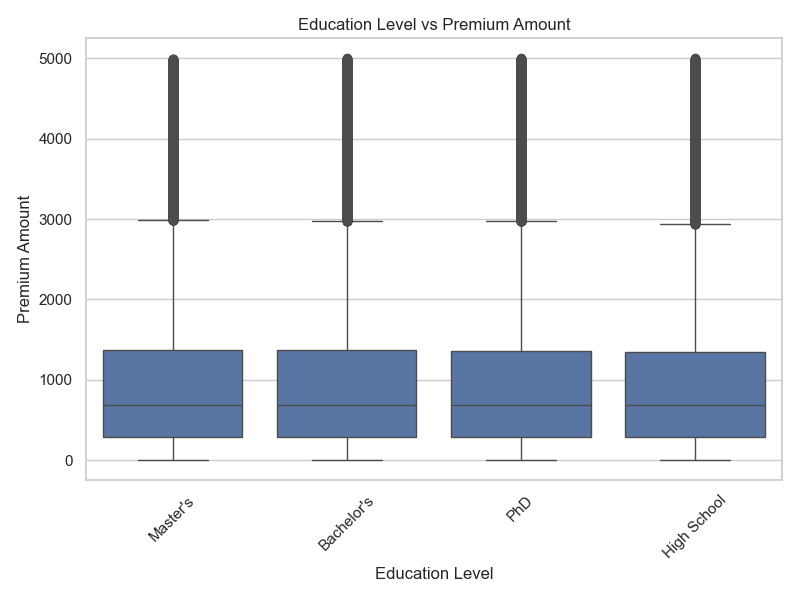 Education Level vs Premium Amount
5000
4000
3000
2000
1000
0
Premium Amount
Master's
Bachelor's
PhD
High School
Education Level